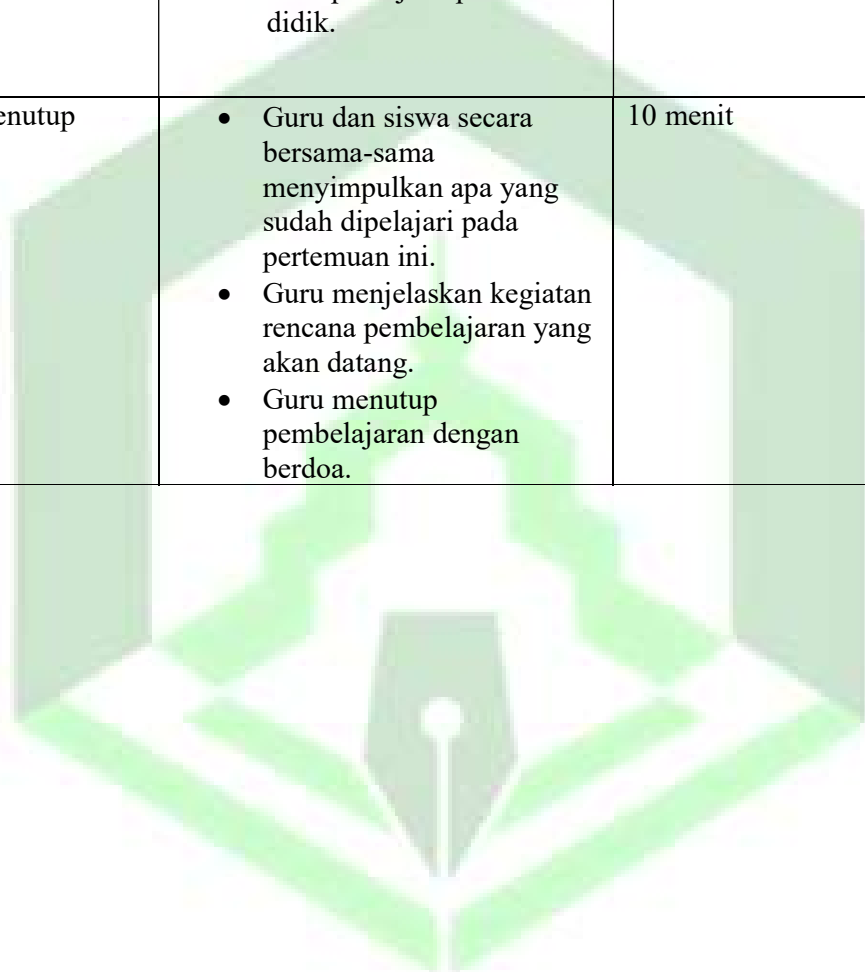 didik.
enutup
• Guru dan siswa secara
10 menit
bersama-sama
menyimpulkan apa yang
sudah dipelajari pada
pertemuan ini.
• Guru menjelaskan kegiatan
rencana pembelajaran yang
akan datang.
• Guru menutup
pembelajaran dengan
berdoa.